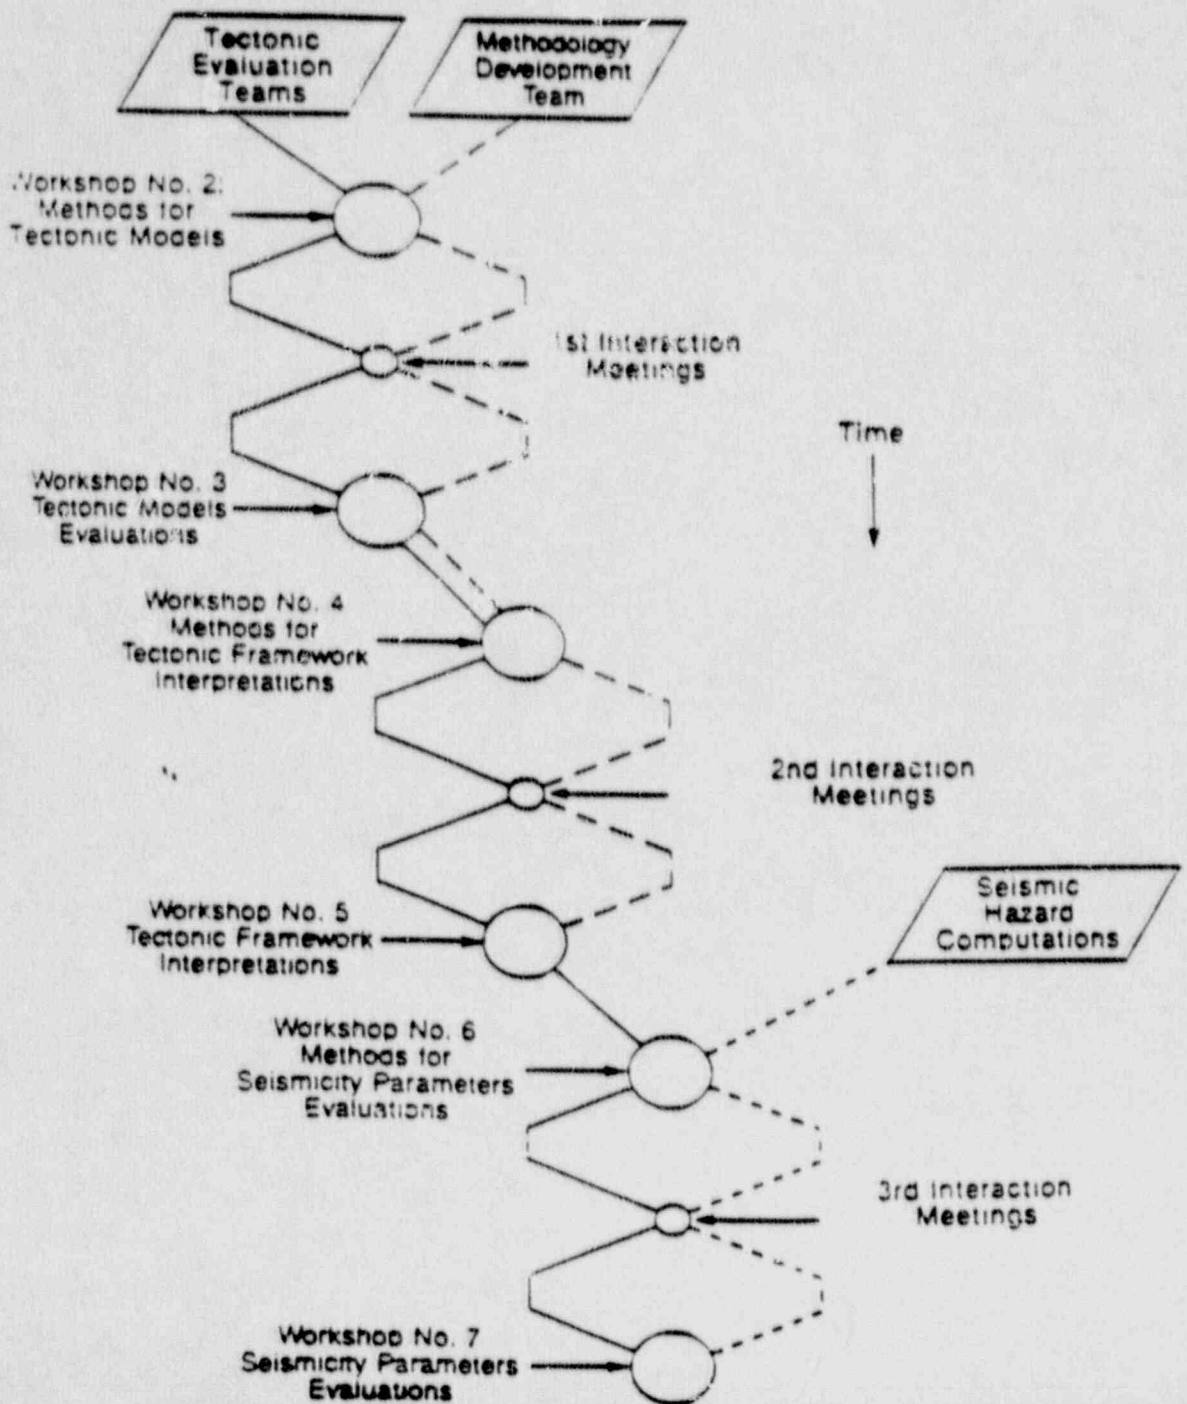 Tectonic
Evaluation
Teams
Methodology
Development
Team
Workshop No. 2:
Methods for
Tectonic Models
1st Interaction
Meetings
Time
Workshop No. 3
Tectonic Models
Evaluations
Workshop No. 4
Methods for
Tectonic Framework
Interpretations
2nd Interaction
Meetings
Workshop No. 5
Tectonic Framework
Interpretations
Seismic
Hazard
Computations
Workshop No. 6
Methods for
Seismicity Parameters
Evaluations
3rd Interaction
Meetings
Workshop No. 7
Seismicity Parameters
Evaluations